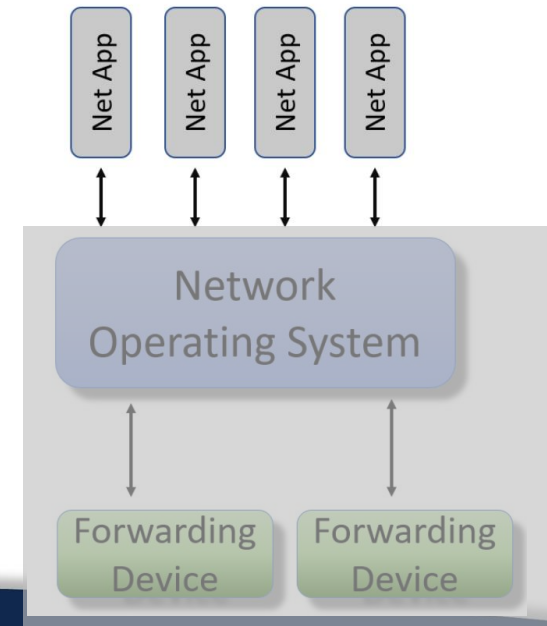 Net App
Net App
Net App
Net App
Network
Operating System
Forwarding
Device
Forwarding
Device